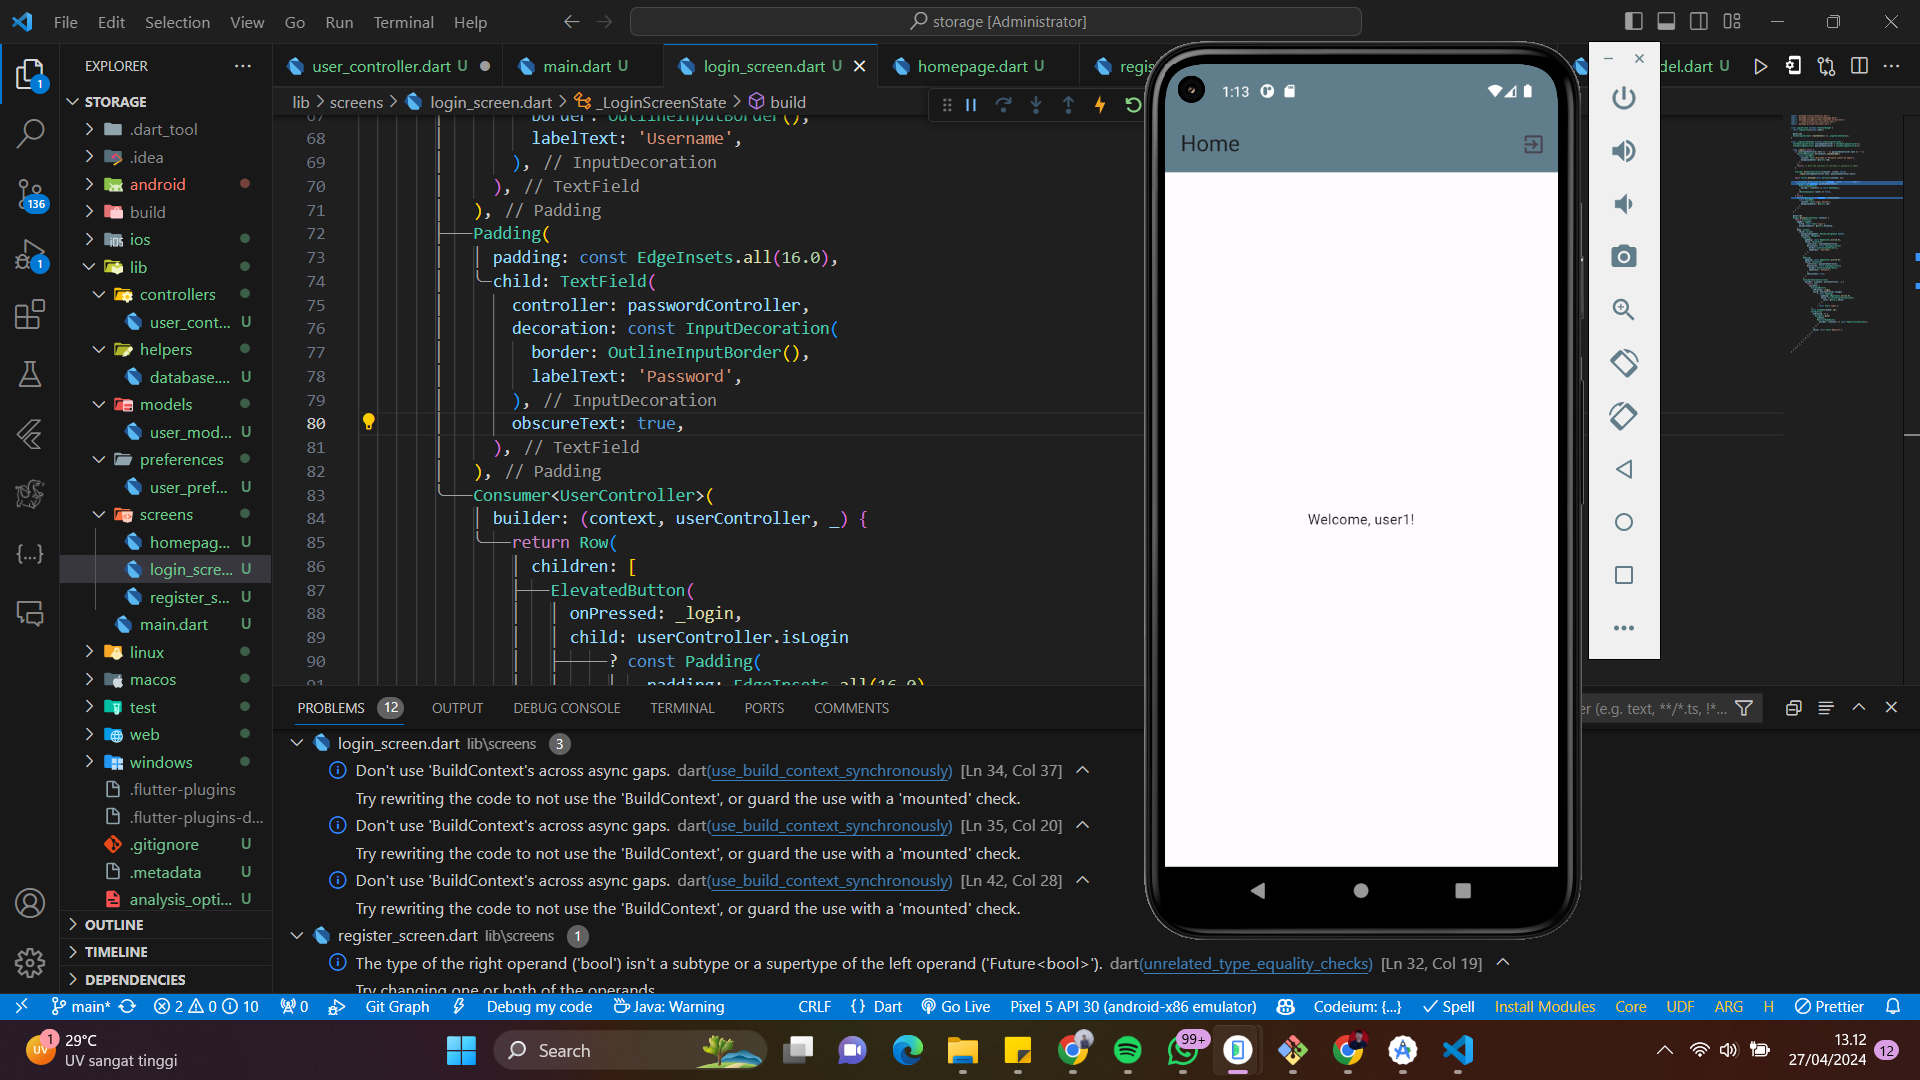 File Edit Selection View Go Run Terminal Help
storage [Administrator]
EXPLORER
user_controller.dart U
main.dart U
login_screen.dart U
homepage.dart U
del.dart U
STORAGE
lib > screens > login_screen.dart > _LoginScreenState > build
.dart_tool
.idea
android
build
ios
lib
controllers
user_cont... U
helpers
database.... U
models
user_mod... U
preferences
user_pref... U
screens
homepag... U
login_scre... U
register_s... U
main.dart U
linux
macos
test
web
windows
.flutter-plugins
.flutter-plugins-d...
.gitignore U
.metadata U
analysis_opti... U
OUTLINE
TIMELINE
DEPENDENCIES
1
136
1
67 border: OutlineInputBorder(),
68 labelText: 'Username',
69 ), // InputDecoration
70 ), // TextField
71 ), // Padding
72 Padding(
73 padding: const EdgeInsets.all(16.0),
74 child: TextField(
75 controller: passwordController,
76 decoration: const InputDecoration(
77 border: OutlineInputBorder(),
78 labelText: 'Password',
79 ), // InputDecoration
80 obscureText: true,
81 ), // TextField
82 ), // Padding
83 Consumer<UserController>(
84 builder: (context, userController, _) {
85 return Row(
86 children: [
87 ElevatedButton(
88 onPressed: _login,
89 child: userController.isLogin
90 ? const Padding(
91 padding: EdgeInsets.all(16.0)
1:13
Home
Welcome, user1!
PROBLEMS 12 OUTPUT DEBUG CONSOLE TERMINAL PORTS COMMENTS
er (e.g. text, **/*.ts, !*...
login_screen.dart lib\screens 3
Don't use 'BuildContext's across async gaps. dart(use_build_context_synchronously) [Ln 34, Col 37]
Try rewriting the code to not use the 'BuildContext', or guard the use with a 'mounted' check.
Don't use 'BuildContext's across async gaps. dart(use_build_context_synchronously) [Ln 35, Col 20]
Try rewriting the code to not use the 'BuildContext', or guard the use with a 'mounted' check.
Don't use 'BuildContext's across async gaps. dart(use_build_context_synchronously) [Ln 42, Col 28]
Try rewriting the code to not use the 'BuildContext', or guard the use with a 'mounted' check.
register_screen.dart lib\screens 1
The type of the right operand ('bool') isn't a subtype or a supertype of the left operand ('Future<bool>'). dart(unrelated_type_equality_checks) [Ln 32, Col 19]
Try changing one or both of the operands.
main* 2 0 10 0 Git Graph Debug my code Java: Warning CRLF {} Dart Go Live Pixel 5 API 30 (android-x86 emulator) Codeium: {...} Spell Install Modules Core UDF ARG H Prettier
1
UV
29°C
UV sangat tinggi
Search
99+
13.12
27/04/2024
12